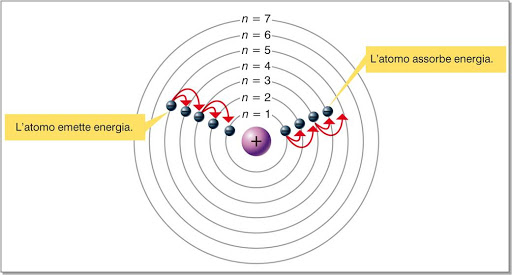 n = 7
n = 6
n = 5
n = 4
n = 3
n = 2
n = 1
L'atomo assorbe energia.
L'atomo emette energia.
+